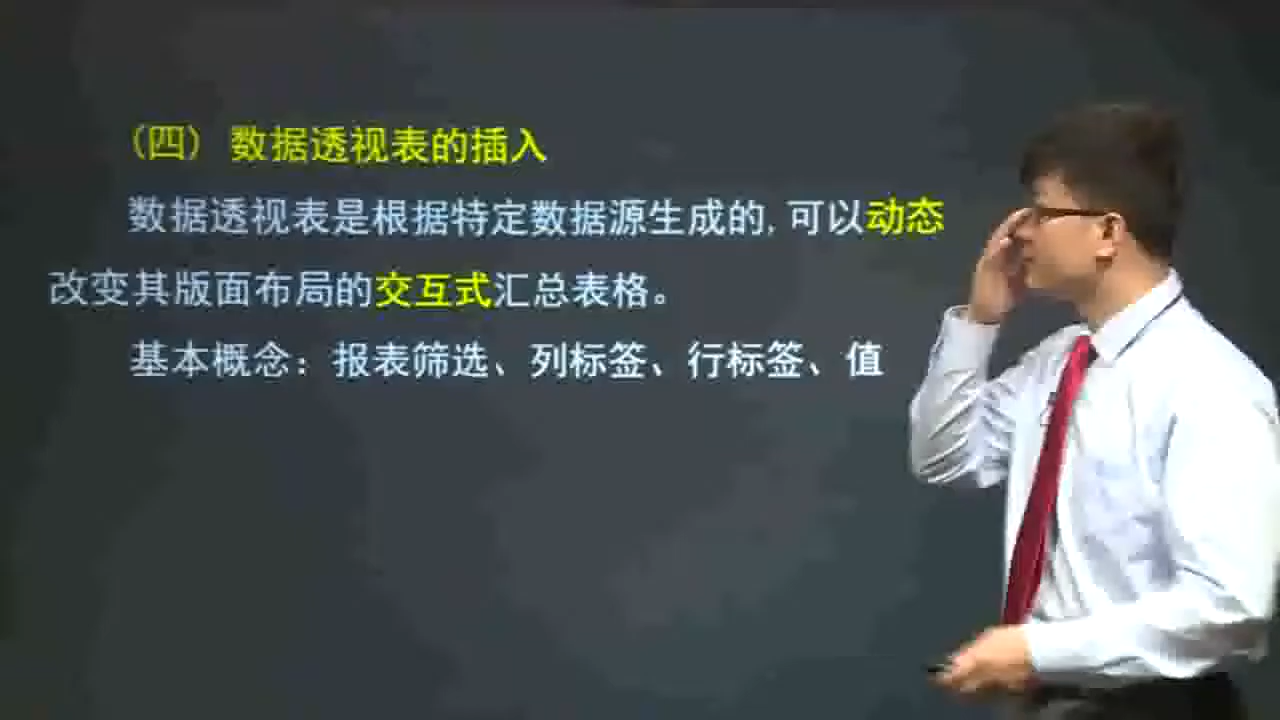 (四) 数据透视表的插入
数据透视表是根据特定数据源生成的,可以动态
改变其版面布局的交互式汇总表格。
基本概念：报表筛选、列标签、行标签、值